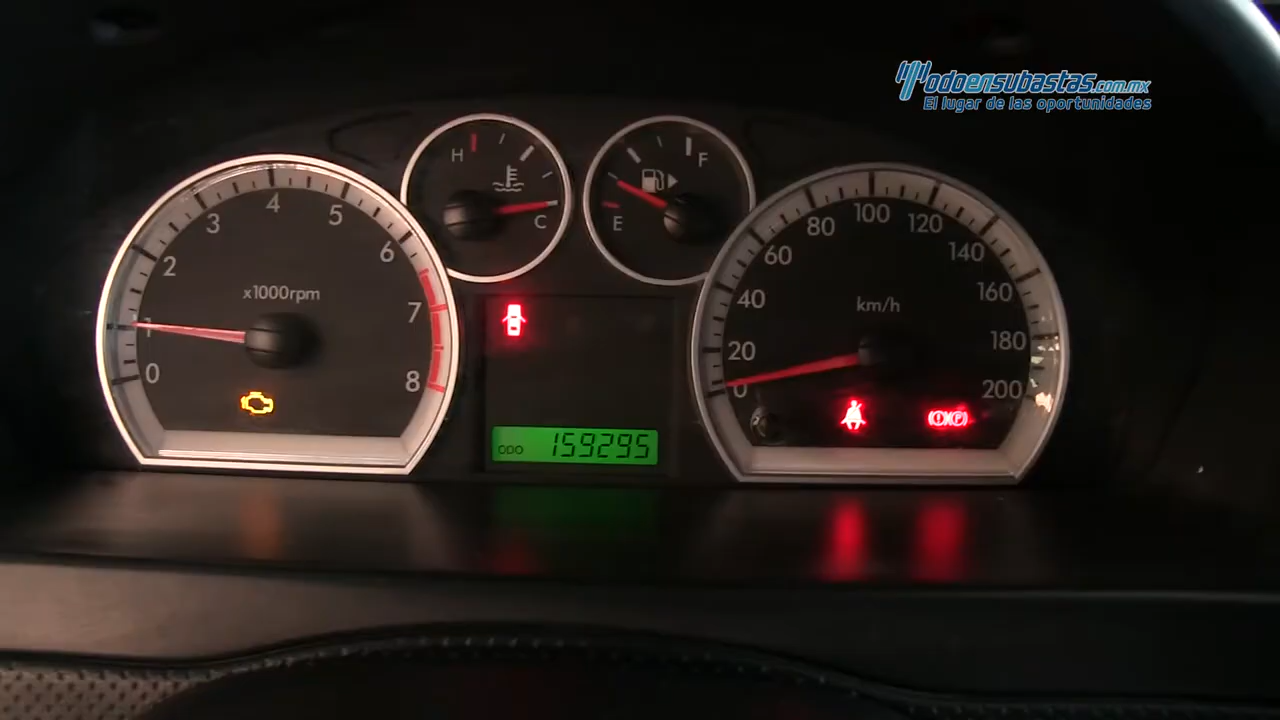 Todoensubastas.com.mx
El lugar de las oportunidades
H
C
F
E
0
1
2
3
4
5
6
7
8
x1000rpm
0
20
40
60
80
100
120
140
160
180
200
km/h
ODO 159295
(!) (P)